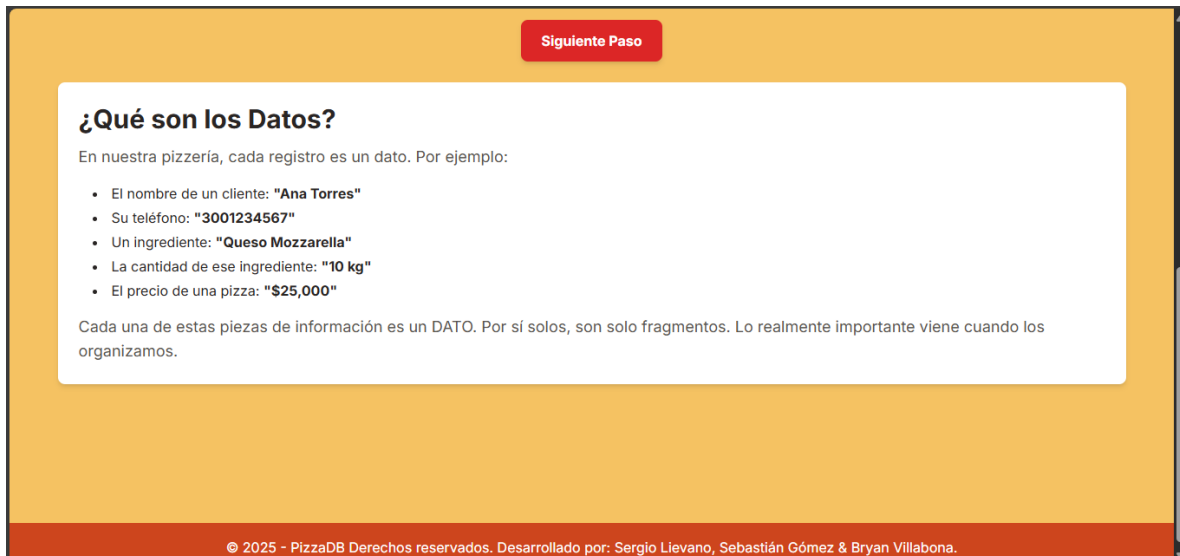 Siguiente Paso
¿Qué son los Datos?
En nuestra pizzería, cada registro es un dato. Por ejemplo:
• El nombre de un cliente: "Ana Torres"
• Su teléfono: "3001234567"
• Un ingrediente: "Queso Mozzarella"
• La cantidad de ese ingrediente: "10 kg"
• El precio de una pizza: "$25,000"
Cada una de estas piezas de información es un DATO. Por sí solos, son solo fragmentos. Lo realmente importante viene cuando los
organizamos.
© 2025 - PizzaDB Derechos reservados. Desarrollado por: Sergio Lievano, Sebastián Gómez & Bryan Villabona.